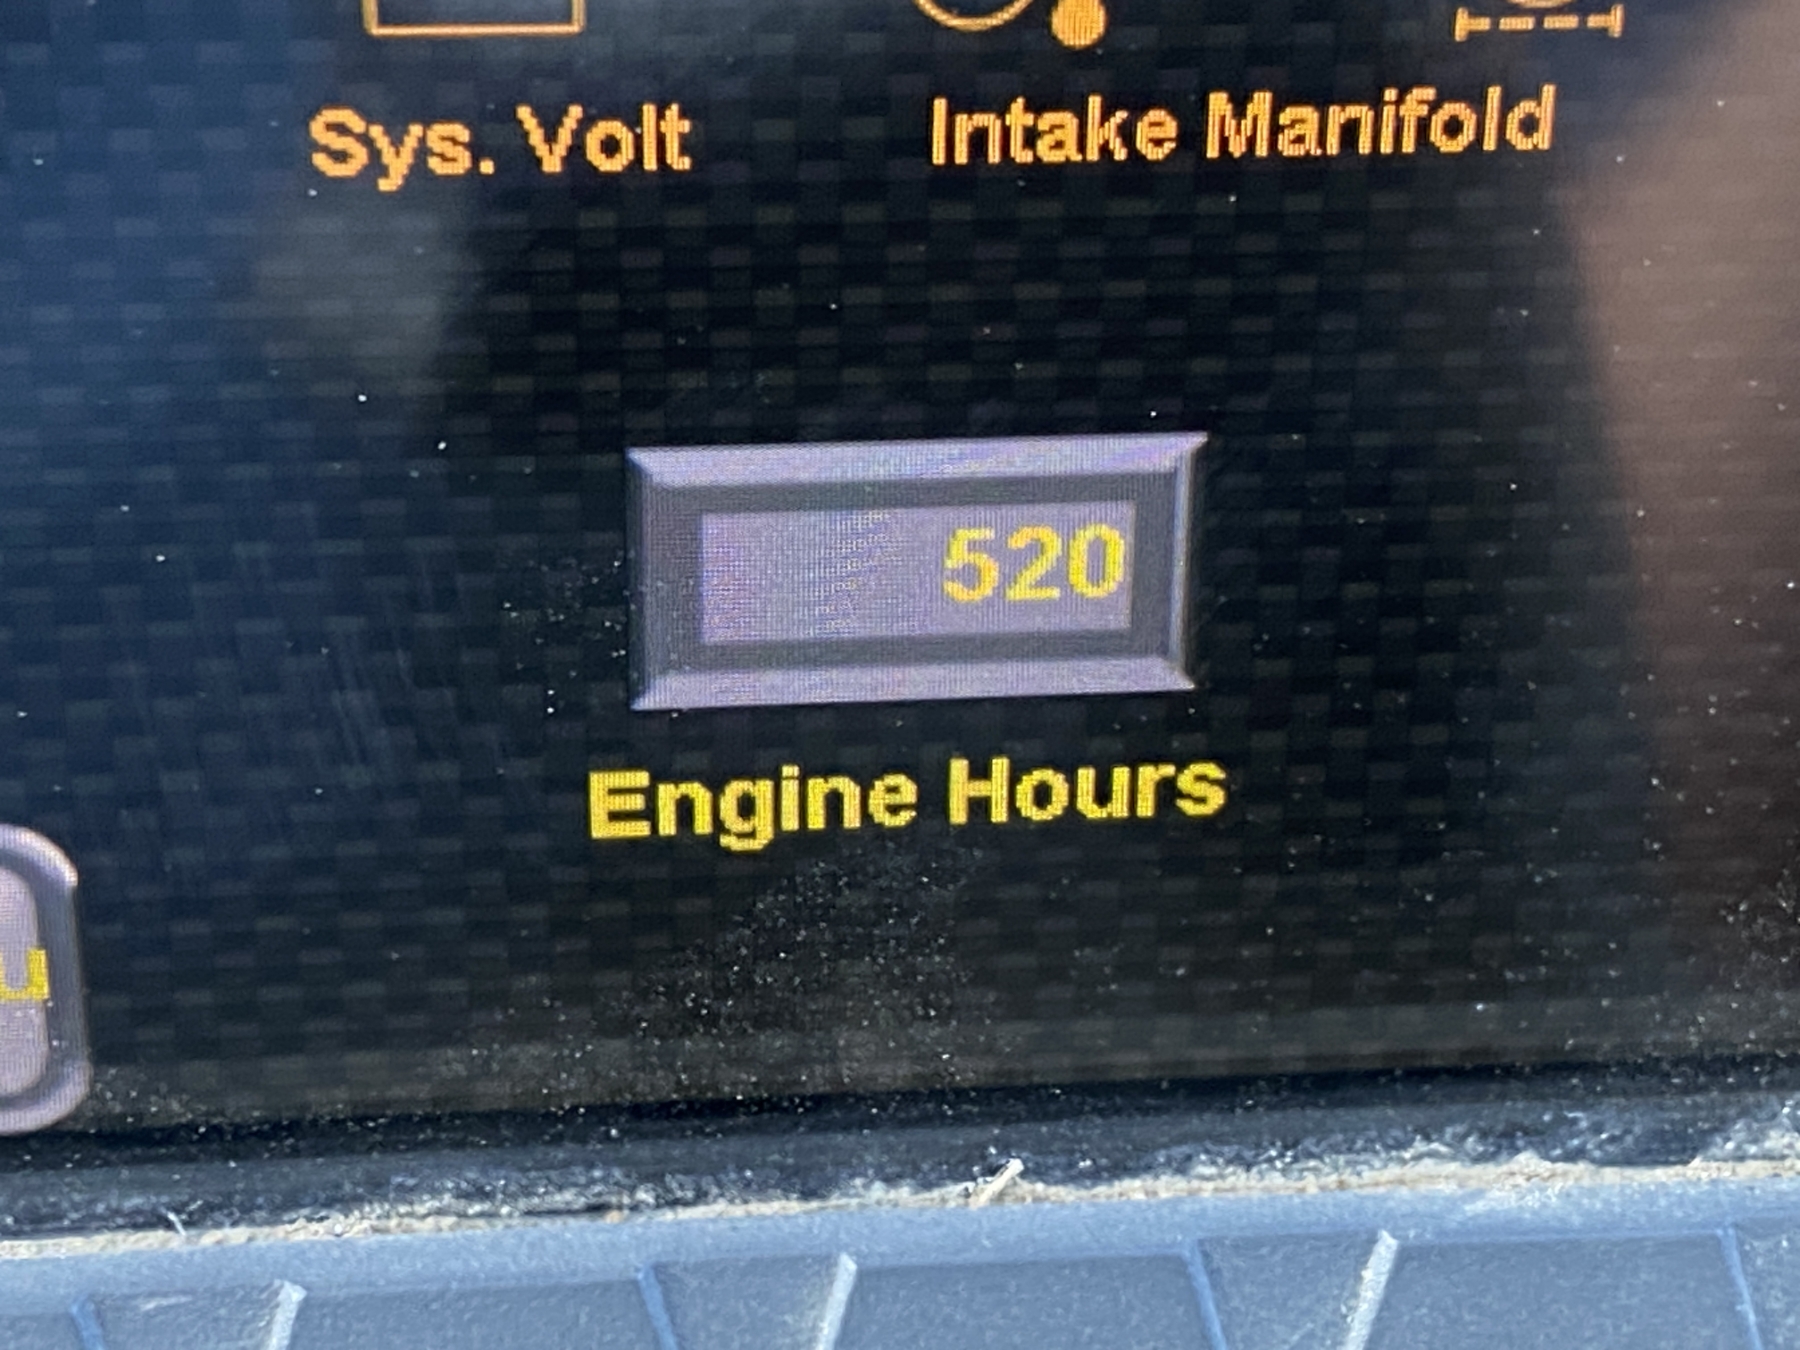 Sys. Volt Intake Manifold
520
Engine Hours